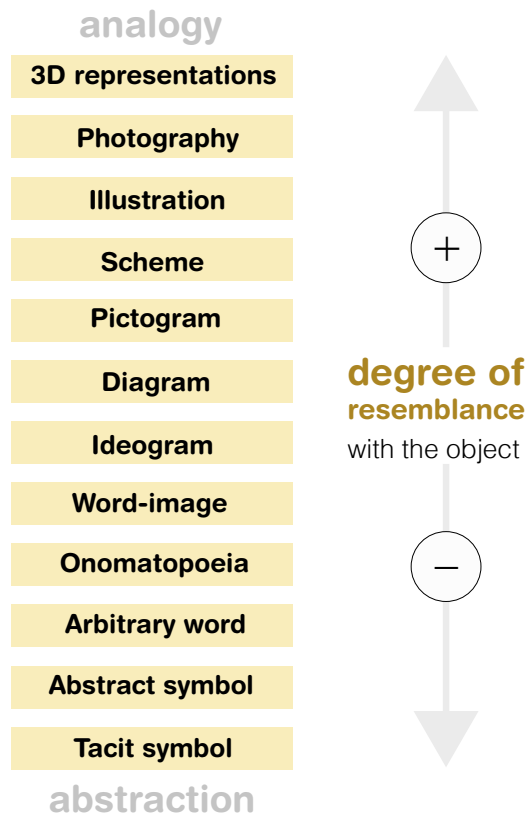 analogy
3D representations
Photography
Illustration
Scheme
Pictogram
Diagram
Ideogram
Word-image
Onomatopoeia
Arbitrary word
Abstract symbol
Tacit symbol
abstraction
+
degree of
resemblance
with the object
−